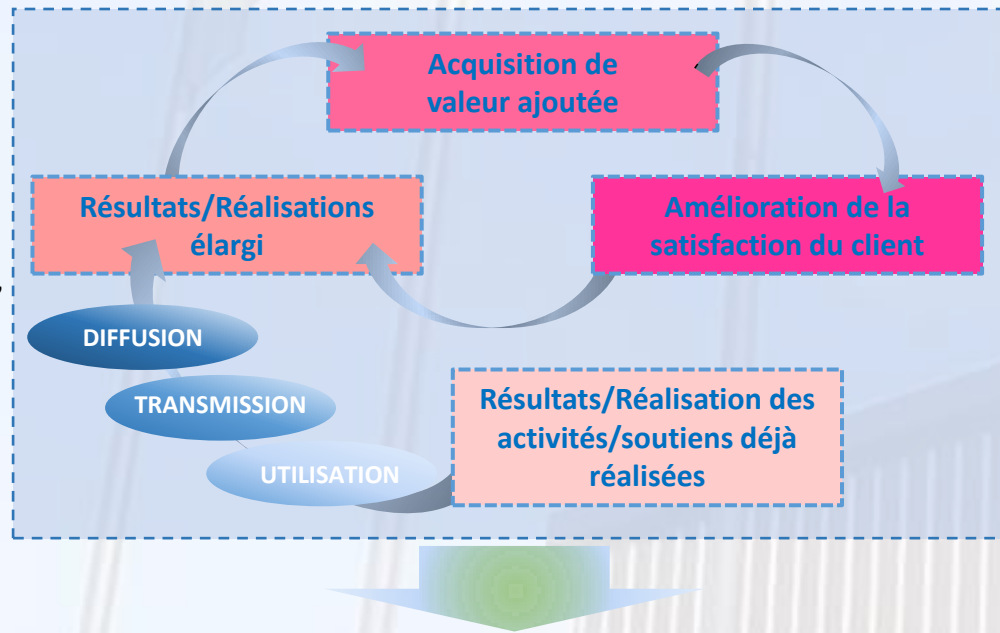 Acquisition de
valeur ajoutée
Résultats/Réalisations
élargi
Amélioration de la
satisfaction du client
DIFFUSION
TRANSMISSION
UTILISATION
Résultats/Réalisation des
activités/soutiens déjà
réalisées